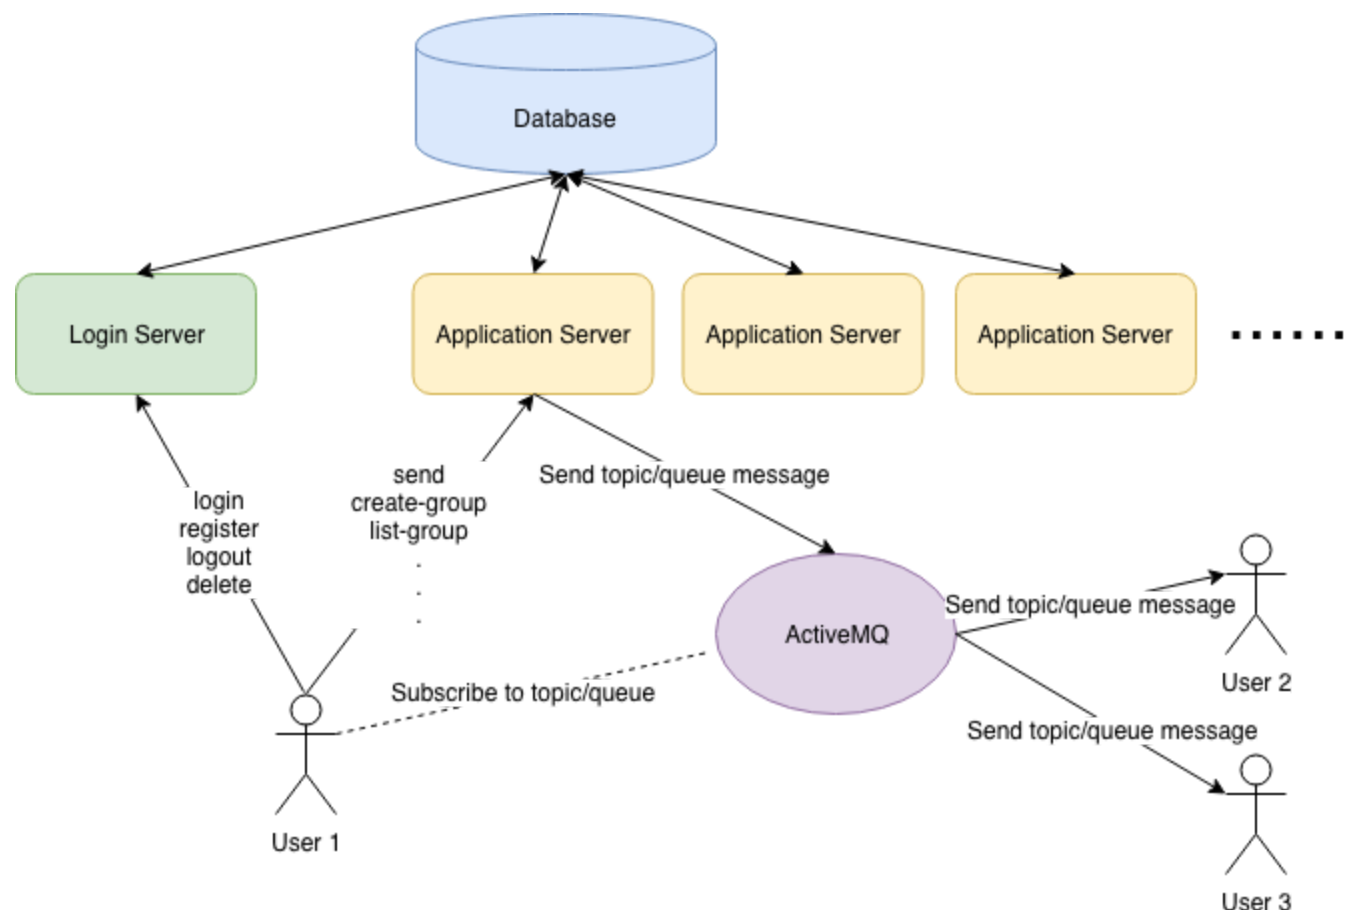 Database
Login Server
Application Server
Application Server
Application Server
login
register
logout
delete
send
create-group
list-group
Send topic/queue message
ActiveMQ
Send topic/queue message
User 2
Subscribe to topic/queue
Send topic/queue message
User 1
User 3